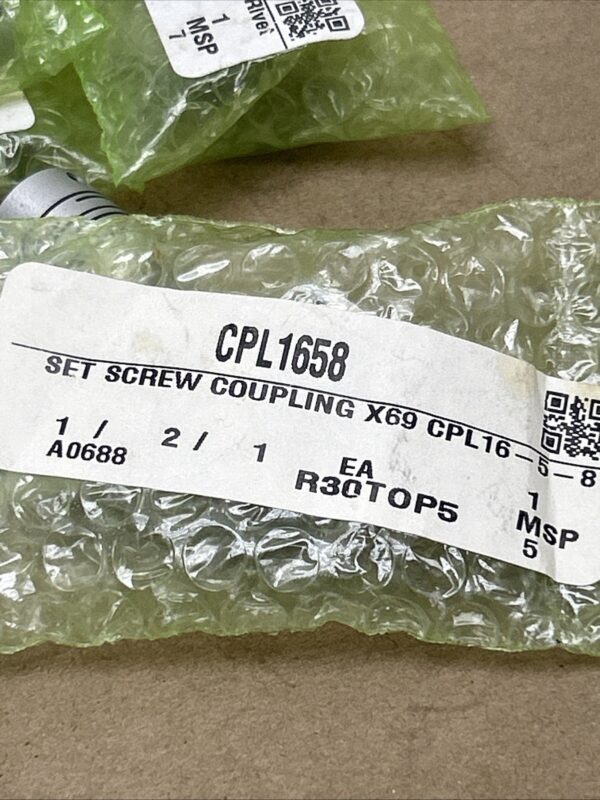 Rivet
1
MSP
7
CPL1658
SET SCREW COUPLING X69 CPL16-5-8
1 / 2 / 1 EA 1
A0688 R30TOP5 MSP
5